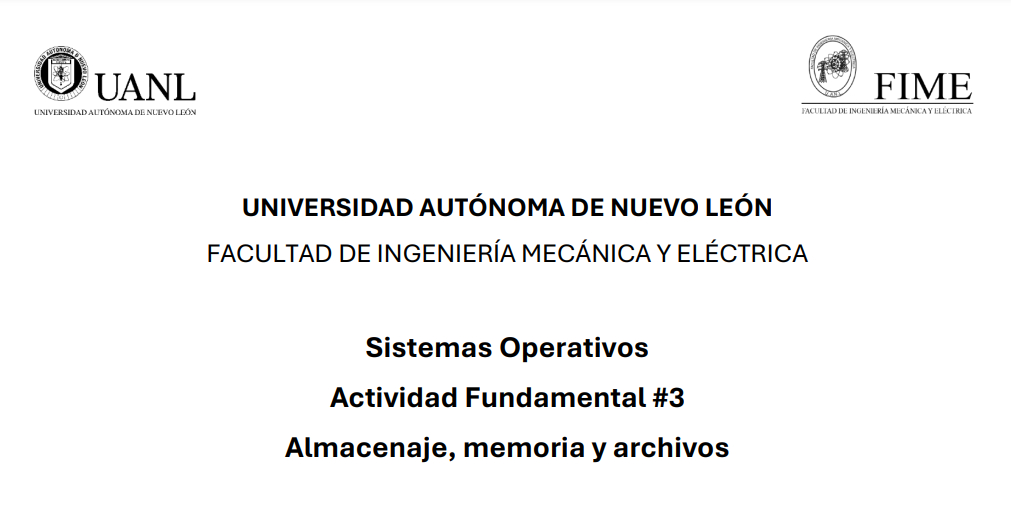 UANL
UNIVERSIDAD AUTÓNOMA DE NUEVO LEÓN
FIME
FACULTAD DE INGENIERÍA MECÁNICA Y ELÉCTRICA
UNIVERSIDAD AUTÓNOMA DE NUEVO LEÓN
FACULTAD DE INGENIERÍA MECÁNICA Y ELÉCTRICA
Sistemas Operativos
Actividad Fundamental #3
Almacenaje, memoria y archivos